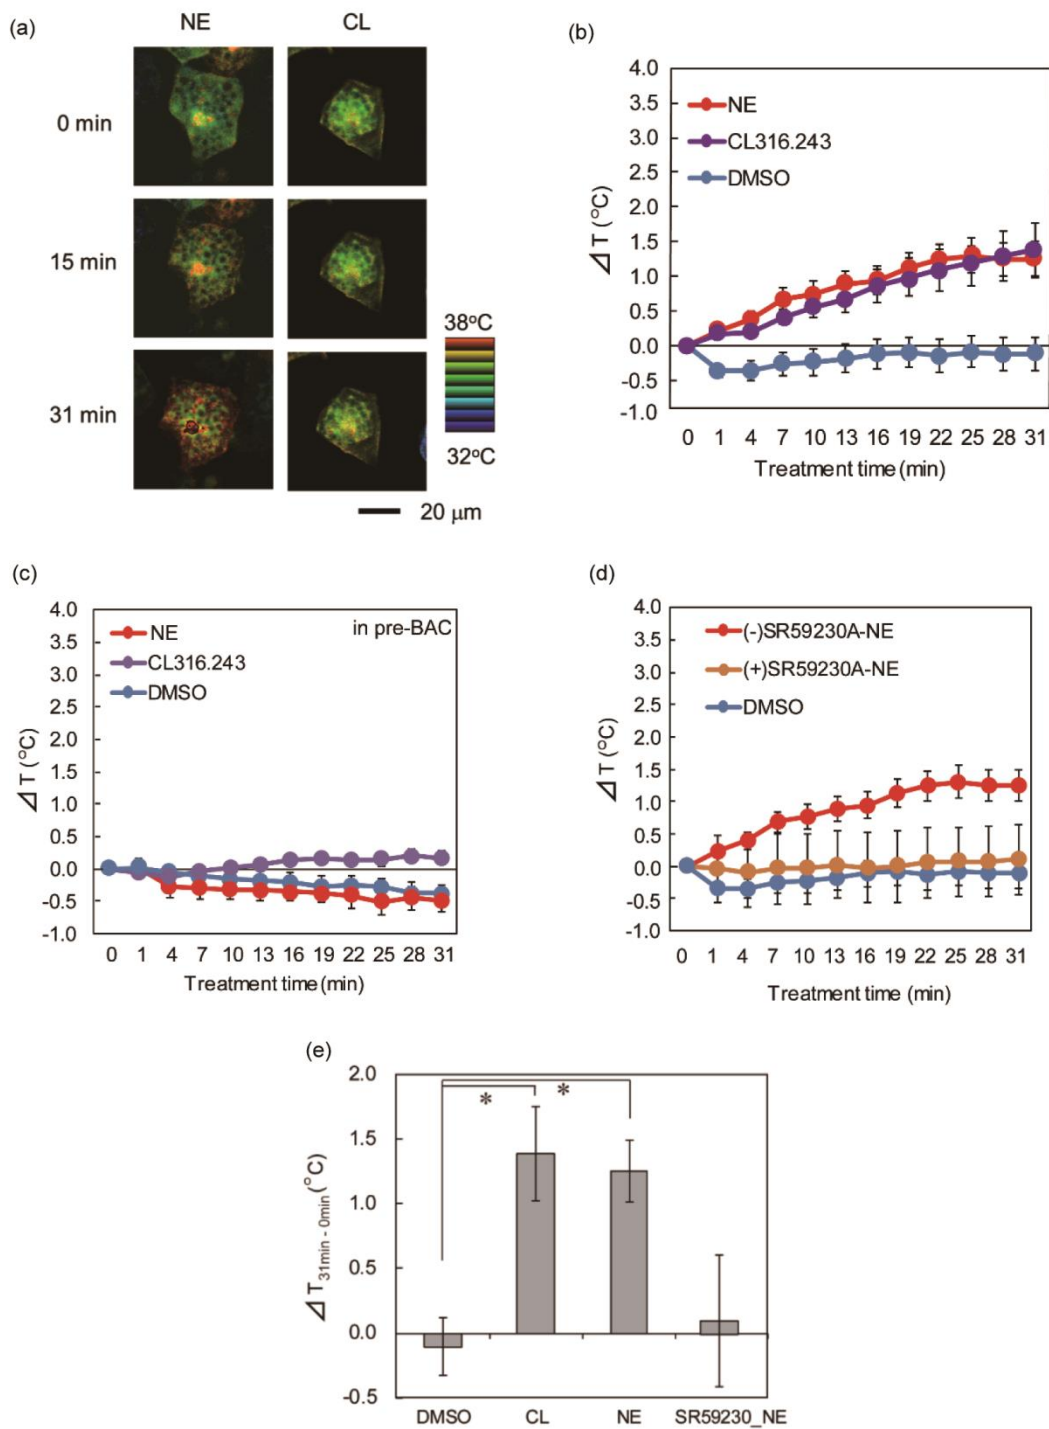 (a)
NE CL
0 min
15 min
31 min
38°C
32°C
20 μm
(b)
4.0
3.5
3.0
2.5
2.0
1.5
1.0
0.5
0.0
-0.5
-1.0
⊿ T (°C)
NE
CL316.243
DMSO
0 1 4 7 10 13 16 19 22 25 28 31
Treatment time (min)
(c)
4.0
3.5
3.0
2.5
2.0
1.5
1.0
0.5
0.0
-0.5
-1.0
⊿ T (°C)
NE
CL316.243
DMSO
in pre-BAC
0 1 4 7 10 13 16 19 22 25 28 31
Treatment time (min)
(d)
4.0
3.5
3.0
2.5
2.0
1.5
1.0
0.5
0.0
-0.5
-1.0
⊿ T (°C)
(-)SR59230A-NE
(+)SR59230A-NE
DMSO
0 1 4 7 10 13 16 19 22 25 28 31
Treatment time (min)
(e)
2.0
1.5
1.0
0.5
0.0
-0.5
⊿ T31min - 0min (°C)
* *
DMSO CL NE SR59230_NE